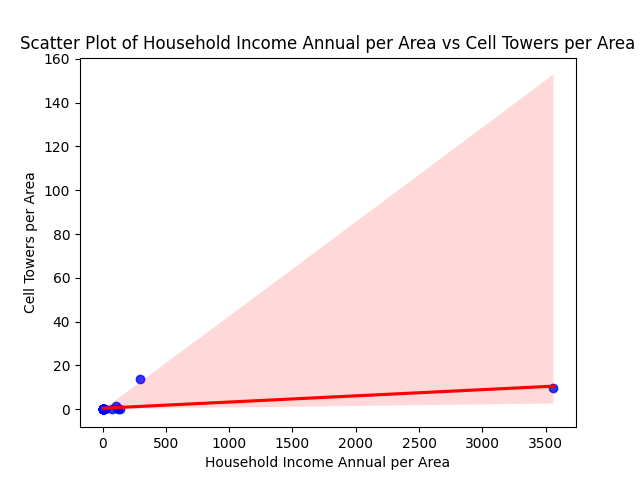 Scatter Plot of Household Income Annual per Area vs Cell Towers per Area
160
140
120
100
80
60
40
20
0
Cell Towers per Area
0 500 1000 1500 2000 2500 3000 3500
Household Income Annual per Area